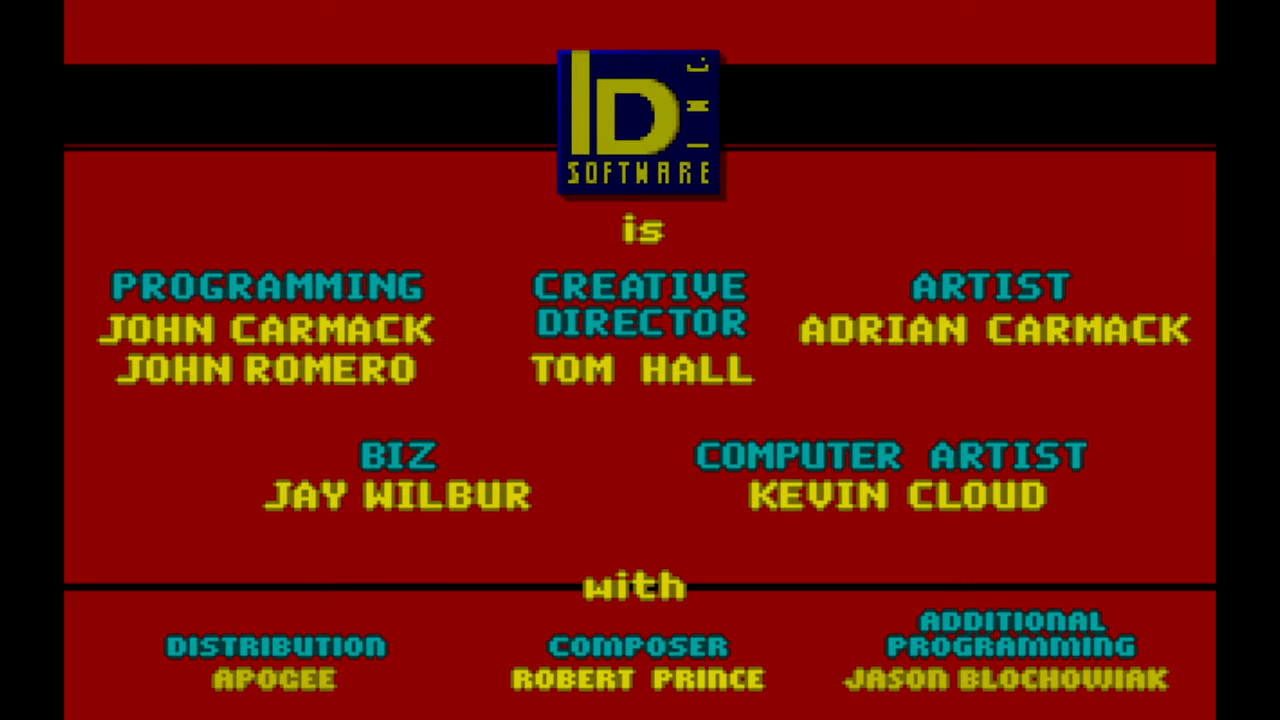 ID INC.
SOFTWARE
is
PROGRAMMING
JOHN CARMACK
JOHN ROMERO
CREATIVE
DIRECTOR
TOM HALL
ARTIST
ADRIAN CARMACK
BIZ
JAY WILBUR
COMPUTER ARTIST
KEVIN CLOUD
with
DISTRIBUTION
APOGEE
COMPOSER
ROBERT PRINCE
ADDITIONAL
PROGRAMMING
JASON BLOCHOWIAK